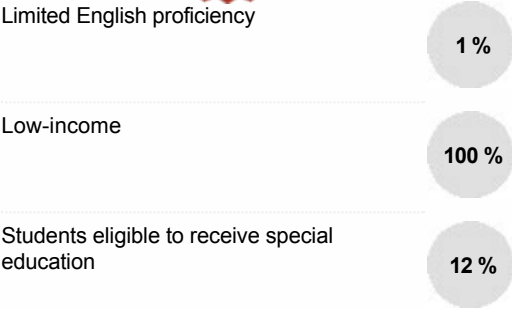 Limited English proficiency
1 %
Low-income
100 %
Students eligible to receive special
education
12 %